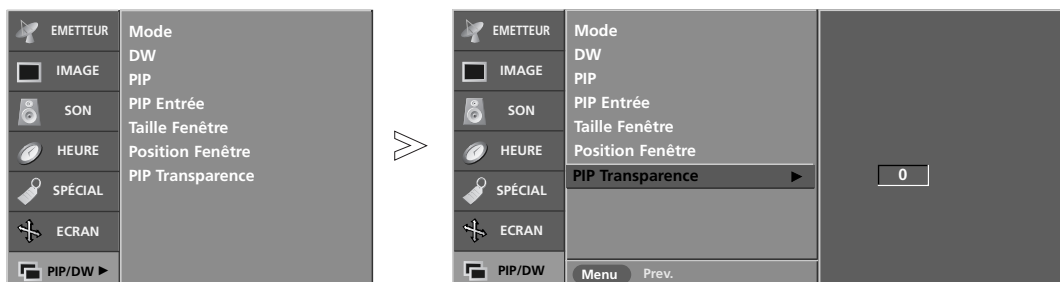 EMETTEUR
IMAGE
SON
HEURE
SPÉCIAL
ECRAN
PIP/DW ►
Mode
DW
PIP
PIP Entrée
Taille Fenêtre
Position Fenêtre
PIP Transparence
EMETTEUR
IMAGE
SON
HEURE
SPÉCIAL
ECRAN
PIP/DW
Mode
DW
PIP
PIP Entrée
Taille Fenêtre
Position Fenêtre
PIP Transparence ►
Menu Prev.
0